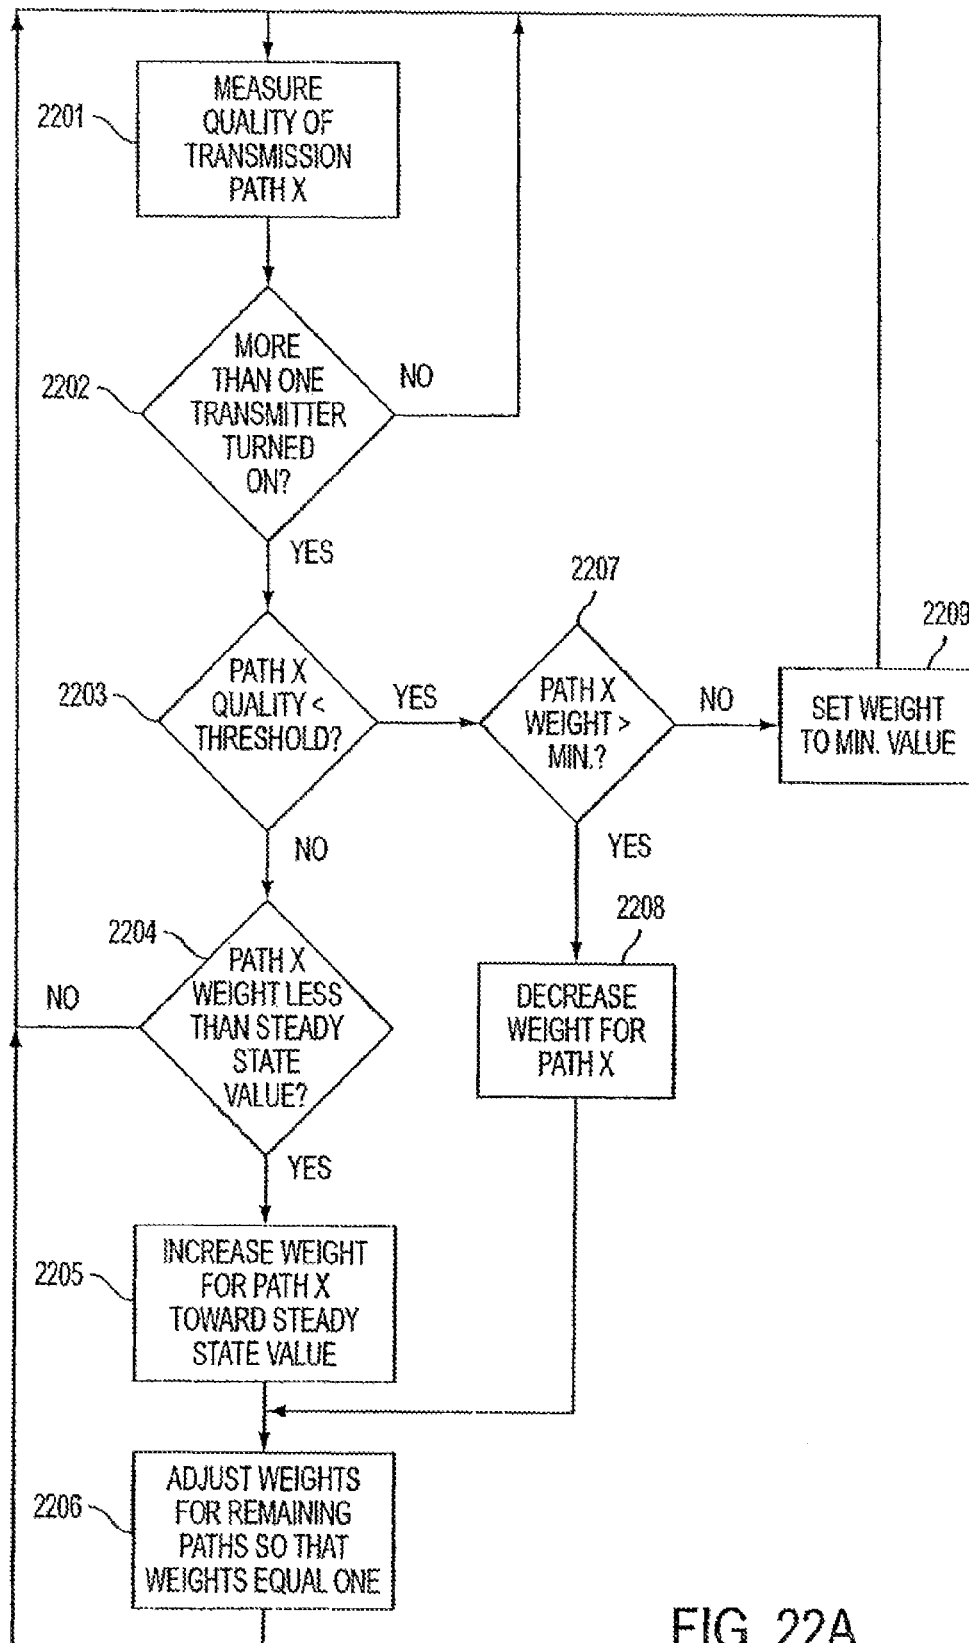 2201
MEASURE
QUALITY OF
TRANSMISSION
PATH X
2202
MORE
THAN ONE
TRANSMITTER
TURNED
ON?
NO
YES
2203
PATH X
QUALITY <
THRESHOLD?
YES
2207
PATH X
WEIGHT >
MIN.?
NO
2209
SET WEIGHT
TO MIN. VALUE
NO
YES
2204
PATH X
WEIGHT LESS
THAN STEADY
STATE
VALUE?
NO
2208
DECREASE
WEIGHT FOR
PATH X
YES
2205
INCREASE WEIGHT
FOR PATH X
TOWARD STEADY
STATE VALUE
2206
ADJUST WEIGHTS
FOR REMAINING
PATHS SO THAT
WEIGHTS EQUAL ONE
FIG. 22A